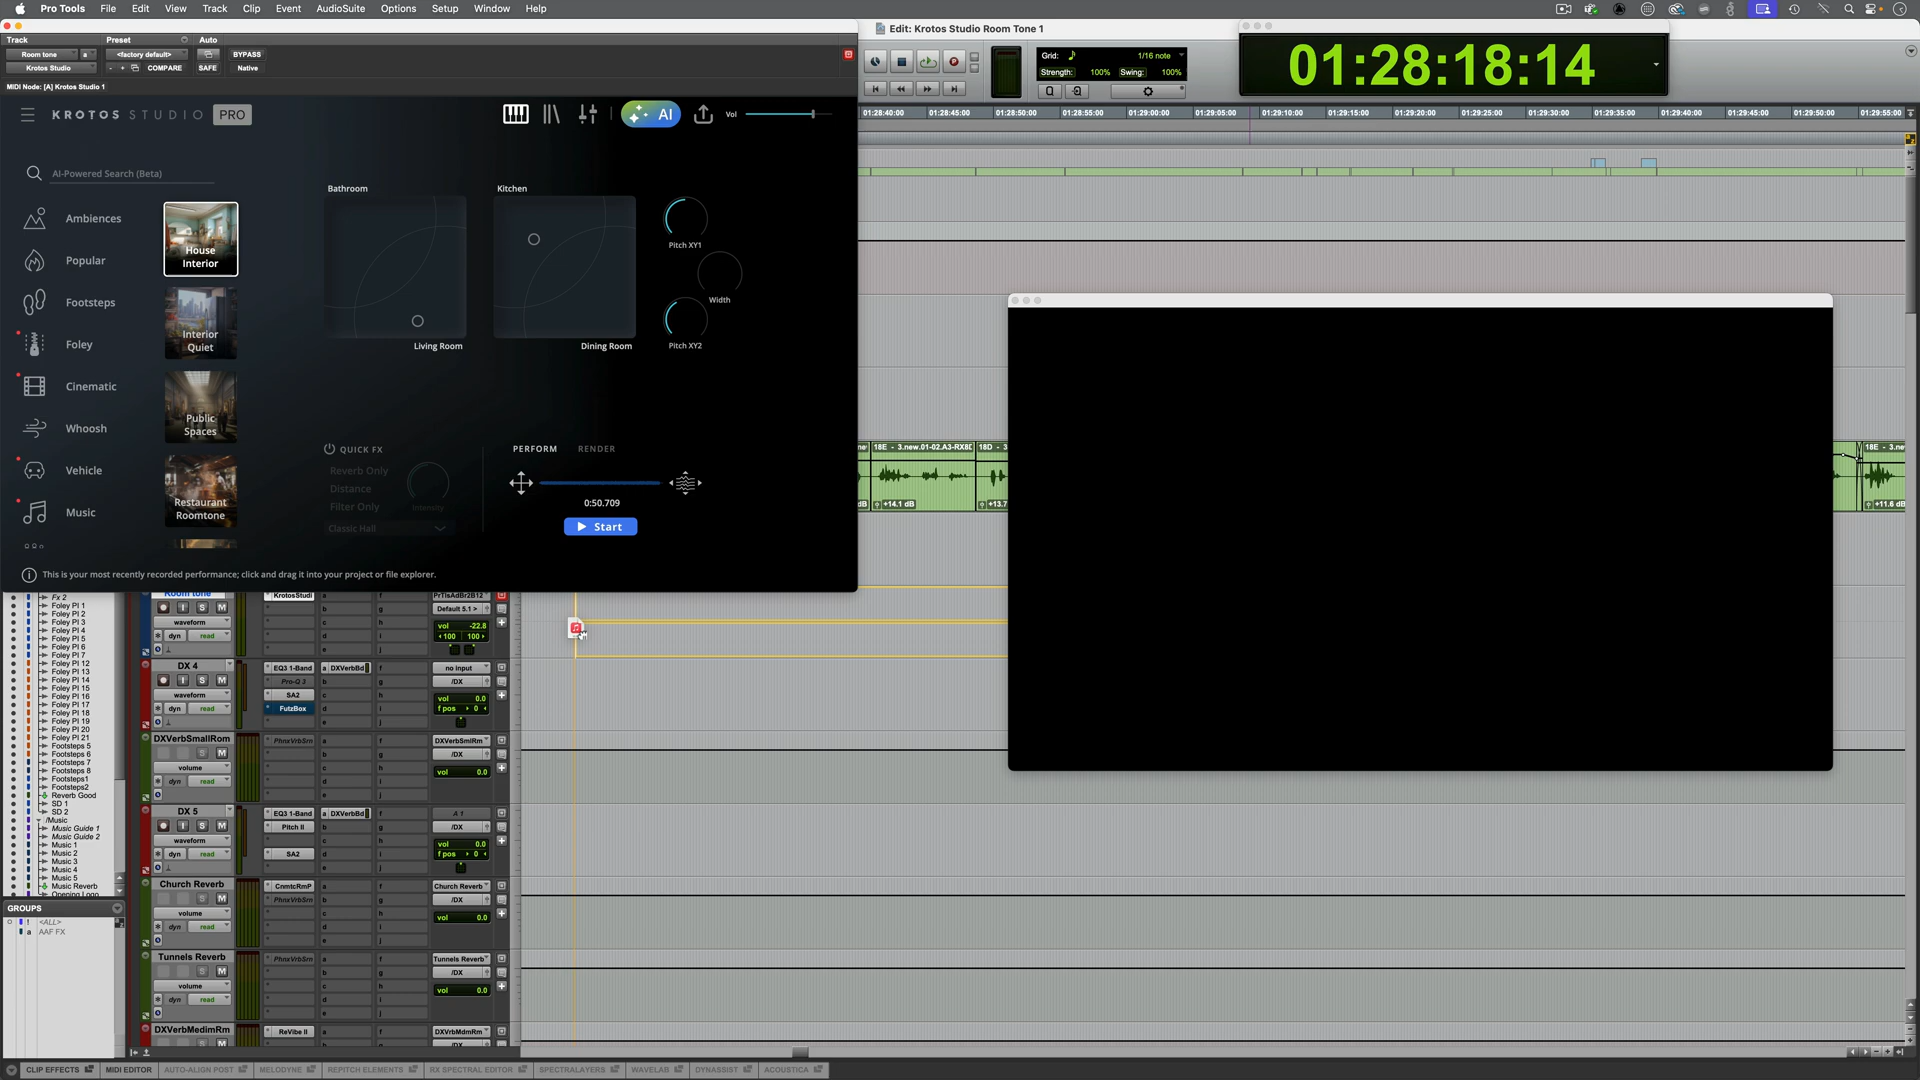 Pro Tools File Edit View Track Clip Event AudioSuite Options Setup Window Help
Track Preset Auto
Room tone a <factory default> BYPASS
Krotos Studio - + COMPARE SAFE Native
MIDI Node: [A] Krotos Studio 1
KROTOS STUDIO PRO
AI
Vol
AI-Powered Search (Beta)
Ambiences
Popular
Footsteps
Foley
Cinematic
Whoosh
Vehicle
Music
House Interior
Interior Quiet
Public Spaces
Restaurant Roomtone
Bathroom
Living Room
Kitchen
Dining Room
Pitch XY1
Width
Pitch XY2
QUICK FX
Reverb Only
Distance
Filter Only
Classic Hall
Intensity
PERFORM RENDER
0:50.709
Start
This is your most recently recorded performance; click and drag it into your project or file explorer.
Edit: Krotos Studio Room Tone 1
Grid: 1/16 note
Strength: 100% Swing: 100%
01:28:18:14
01:28:40:00 01:28:45:00 01:28:50:00 01:28:55:00 01:29:00:00 01:29:05:00 01:29:10:00 01:29:15:00 01:29:20:00 01:29:25:00 01:29:30:00 01:29:35:00 01:29:40:00 01:29:45:00 01:29:50:00 01:29:55:00
18E - 3.new.01-02.A3-RX8D
18D - 3
18E - 3.ne
dB +14.1 dB +13.7 +11.6 dB
Fx 2
Foley Pl 1
Foley Pl 2
Foley Pl 3
Foley Pl 4
Foley Pl 5
Foley Pl 6
Foley Pl 7
Foley Pl 12
Foley Pl 13
Foley Pl 14
Foley Pl 15
Foley Pl 16
Foley Pl 17
Foley Pl 18
Foley Pl 19
Foley Pl 20
Foley Pl 21
Footsteps 5
Footsteps 6
Footsteps 7
Footsteps 8
Footsteps1
Footsteps2
Reverb Good
SD 1
SD 2
/Music
Music Guide 1
Music Guide 2
Music 1
Music 2
Music 3
Music 4
Music 5
Music Reverb
Opening Logo
GROUPS
! <ALL>
a AAF FX
Room tone
I S M
waveform
dyn read
KrotosStudi
PrTlsAdBr2B12
Default 5.1 >
vol -22.8
100 100
DX 4
I S M
waveform
dyn read
EQ3 1-Band
Pro-Q 3
SA2
FutzBox
DXVerbBd
no input
/DX
vol 0.0
f pos 0
DXVerbSmallRom
S M
volume
dyn read
PhnxVrbSrn
DXVerbSmlRm
/DX
vol 0.0
DX 5
I S M
waveform
dyn read
EQ3 1-Band
Pitch II
SA2
DXVerbBd
A 1
/DX
vol 0.0
f pos 0
Church Reverb
S M
volume
dyn read
CnmtcRmP
PhnxVrbSrn
Church Reverb
/DX
vol 0.0
Tunnels Reverb
S M
volume
dyn read
PhnxVrbSrn
Tunnels Reverb
/DX
vol 0.0
DXVerbMedimRm
S M
ReVibe II
DXVrbMdmRm
/DX
CLIP EFFECTS MIDI EDITOR AUTO-ALIGN POST MELODYNE REPITCH ELEMENTS RX SPECTRAL EDITOR SPECTRALAYERS WAVELAB DYNASSIST ACOUSTICA